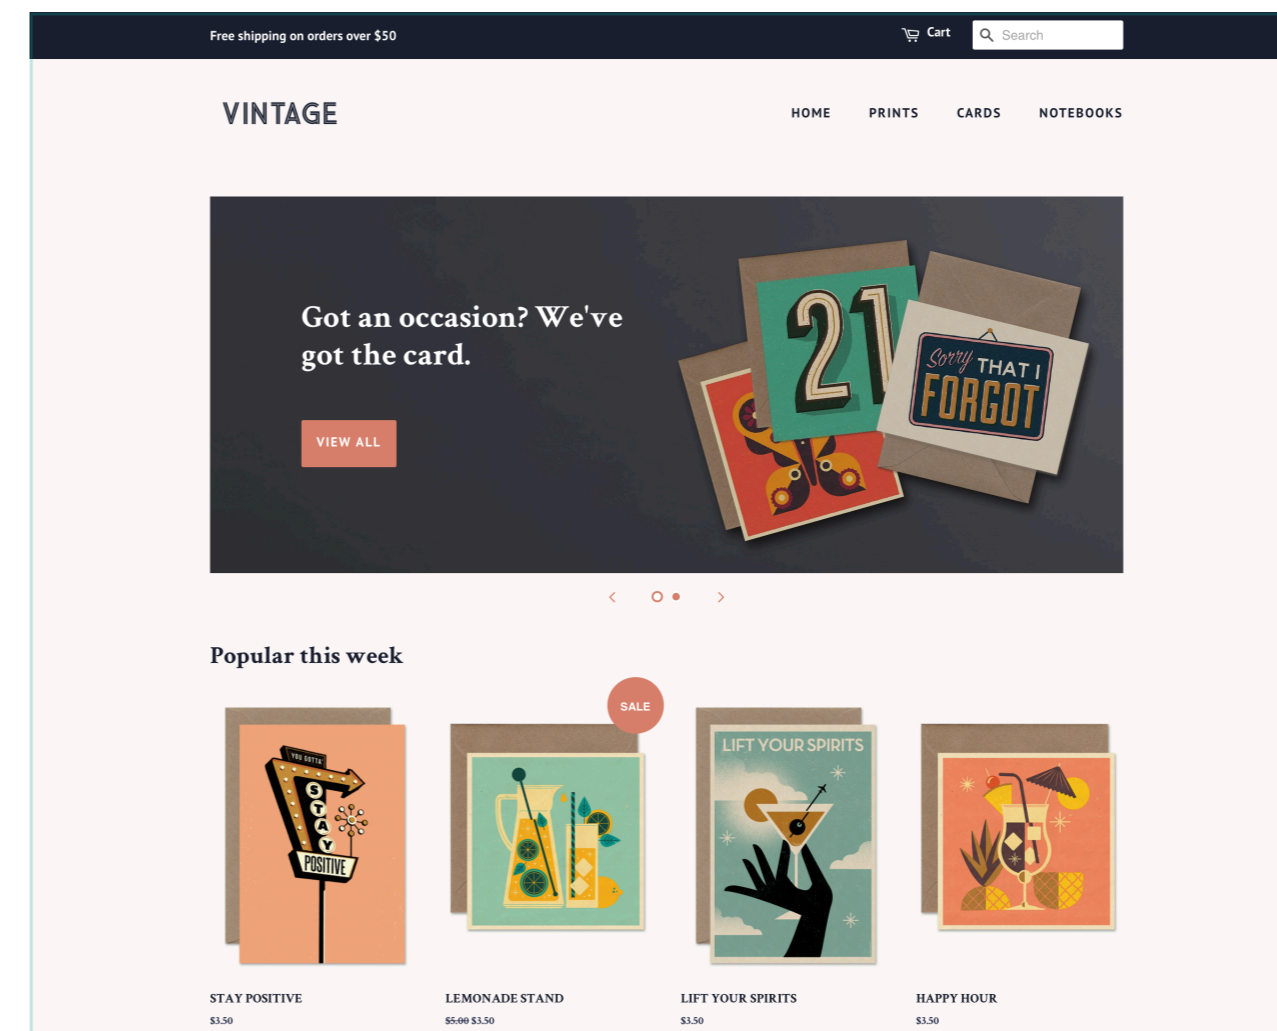 Free shipping on orders over $50
Cart
Search
VINTAGE
HOME PRINTS CARDS NOTEBOOKS
Got an occasion? We've
got the card.
VIEW ALL
21
Sorry THAT I
FORGOT
Popular this week
SALE
YOU GOTTA
STAY
POSITIVE
LIFT YOUR SPIRITS
STAY POSITIVE
$3.50
LEMONADE STAND
$5.00 $3.50
LIFT YOUR SPIRITS
$3.50
HAPPY HOUR
$3.50